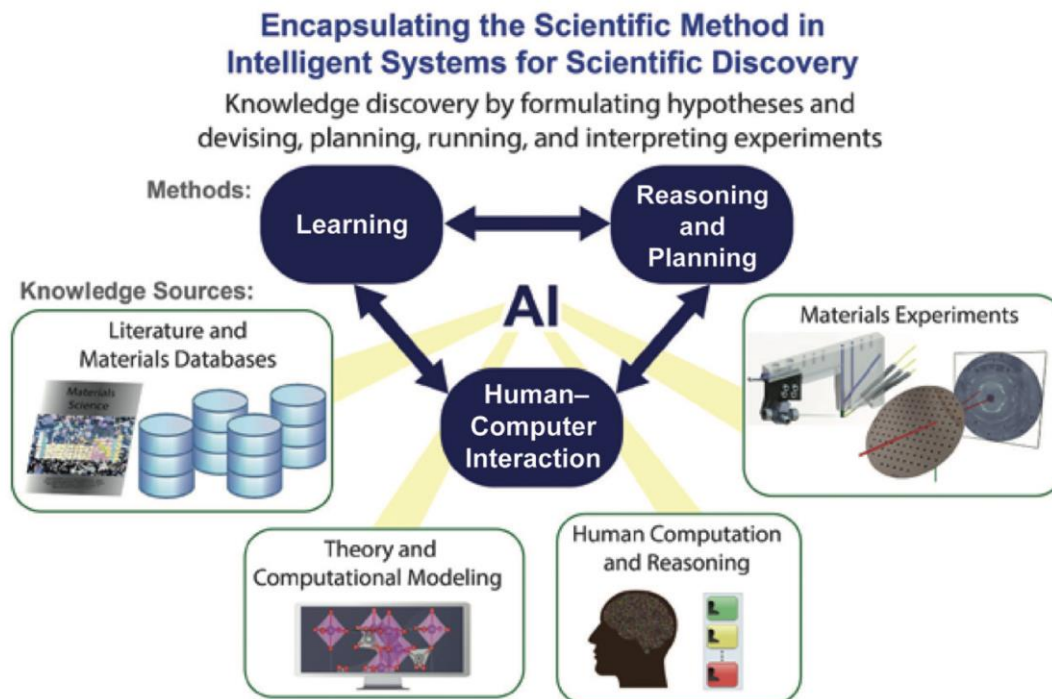 Encapsulating the Scientific Method in
Intelligent Systems for Scientific Discovery
Knowledge discovery by formulating hypotheses and
devising, planning, running, and interpreting experiments
Methods:
Learning
Reasoning
and
Planning
AI
Human–
Computer
Interaction
Knowledge Sources:
Literature and
Materials Databases
Materials
Science
Materials Experiments
Theory and
Computational Modeling
Human Computation
and Reasoning